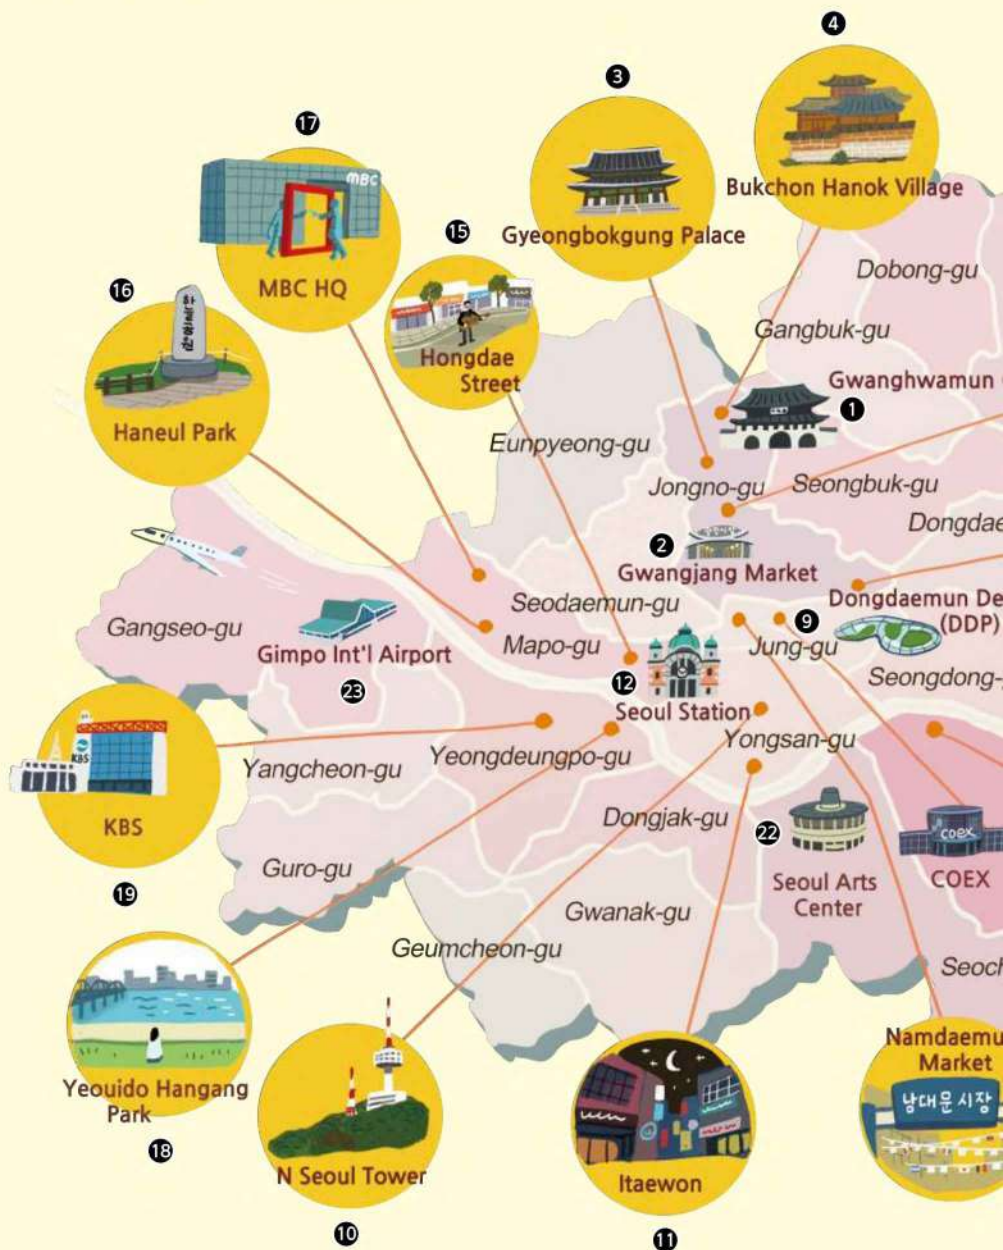 4
3
17
Bukchon Hanok Village
mBC
Gyeongbokgung Palace
15
Dobong-gu
MBC HQ
16
Gangbuk-gu
Hongdae
Street
Gwanghwamun
1
Haneul Park
Eunpyeong-gu
Jongno-gu
Seongbuk-gu
Dongdae
2
Gwangjang Market
Seodaemun-gu
Dongdaemun De
(DDP)
9
Gangseo-gu
Mapo-gu
Jung-gu
Gimpo Int'l Airport
23
12
Seongdong-
Seoul Station
KBS
Yangcheon-gu
Yeongdeungpo-gu
Yongsan-gu
KBS
Dongjak-gu
22
coex
Guro-gu
Seoul Arts
Center
COEX
19
Gwanak-gu
Geumcheon-gu
Seoch
Namdaemu
Market
Yeouido Hangang
Park
남대문시장
18
N Seoul Tower
Itaewon
10
11